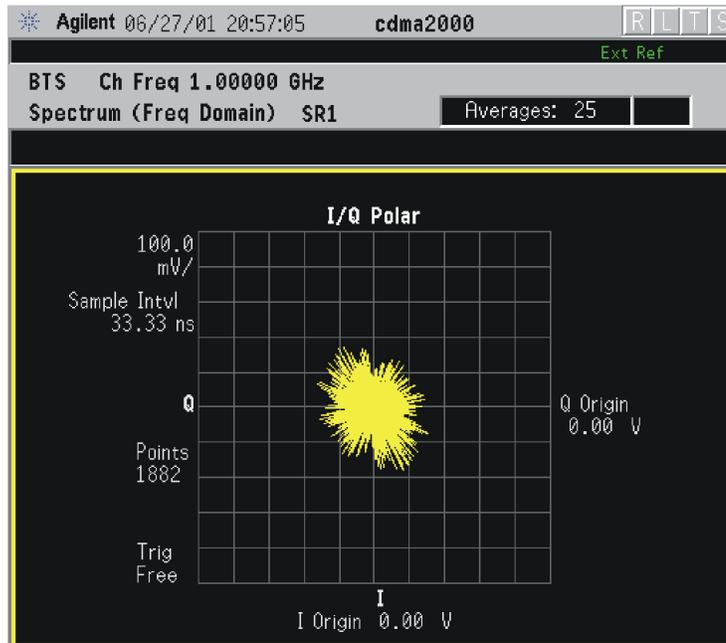 Agilent 06/27/01 20:57:05 cdma2000 R L T S
Ext Ref
BTS Ch Freq 1.00000 GHz
Spectrum (Freq Domain) SR1 Averages: 25
I/Q Polar
100.0
mV/
Sample Intvl
33.33 ns
Q
Q Origin
0.00 V
Points
1882
Trig
Free
I
I Origin 0.00 V